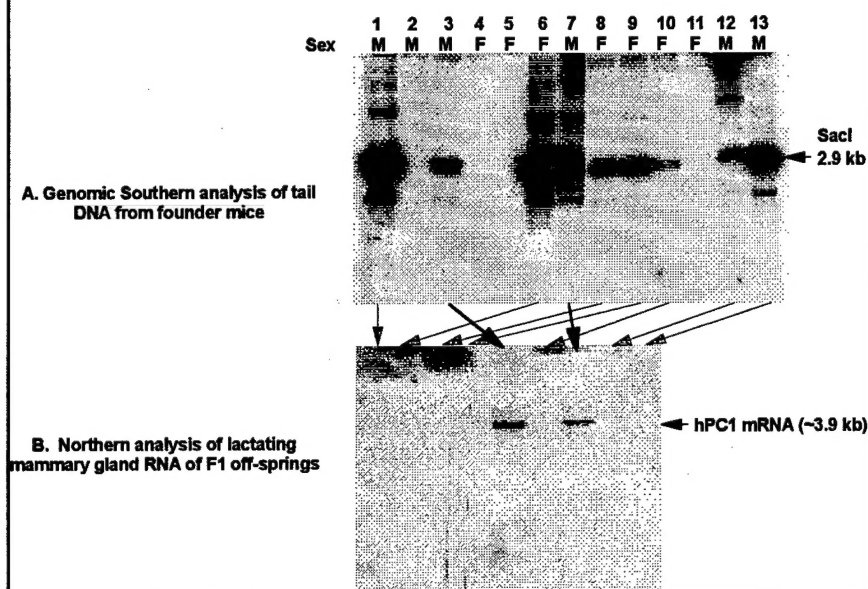 1 2 3 4 5 6 7 8 9 10 11 12 13
Sex M M M F F F M F F F F M M
SacI
2.9 kb
A. Genomic Southern analysis of tail
DNA from founder mice
hPC1 mRNA (~3.9 kb)
B. Northern analysis of lactating
mammary gland RNA of F1 off-springs